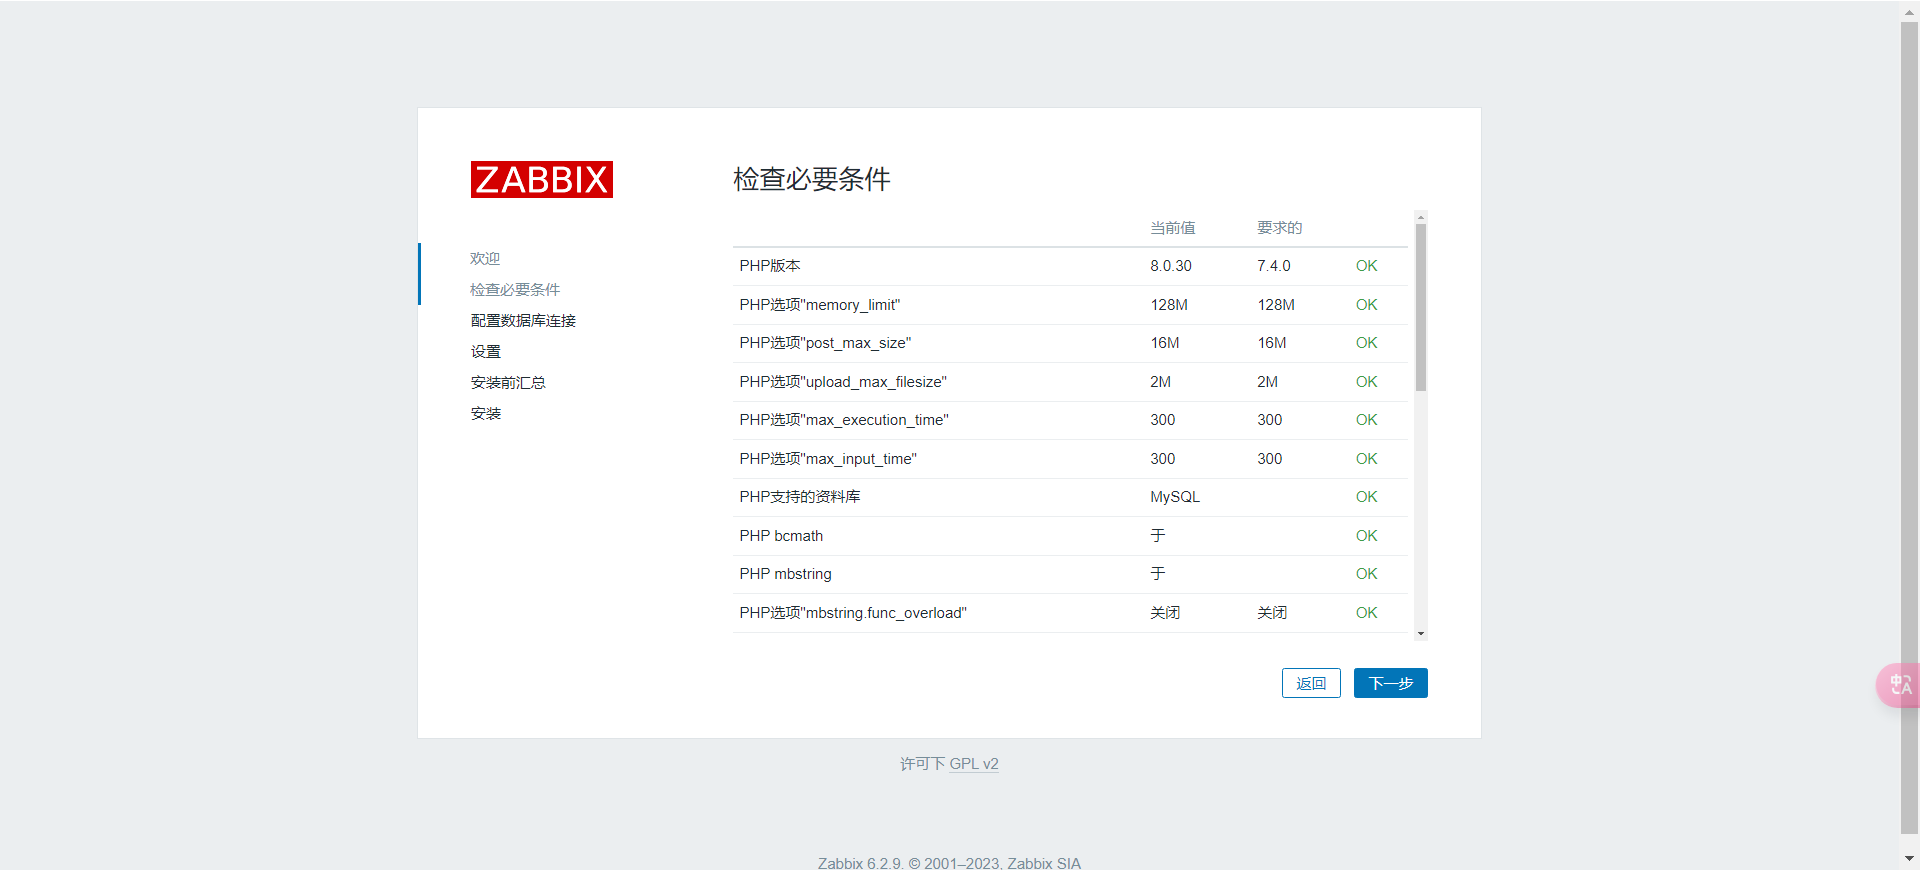 ZABBIX
欢迎
检查必要条件
配置数据库连接
设置
安装前汇总
安装
检查必要条件
当前值 要求的
PHP版本 8.0.30 7.4.0 OK
PHP选项"memory_limit" 128M 128M OK
PHP选项"post_max_size" 16M 16M OK
PHP选项"upload_max_filesize" 2M 2M OK
PHP选项"max_execution_time" 300 300 OK
PHP选项"max_input_time" 300 300 OK
PHP支持的资料库 MySQL OK
PHP bcmath 于 OK
PHP mbstring 于 OK
PHP选项"mbstring.func_overload" 关闭 关闭 OK
返回 下一步
中 A
许可下 GPL v2
Zabbix 6.2.9. © 2001–2023, Zabbix SIA